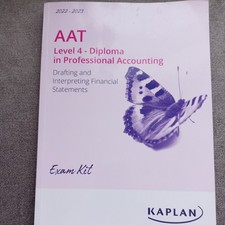 2022-2023
AAT
Level 4 - Diploma
in Professional Accounting
Drafting and
Interpreting Financial
Statements
Exam Kit
KAPLAN